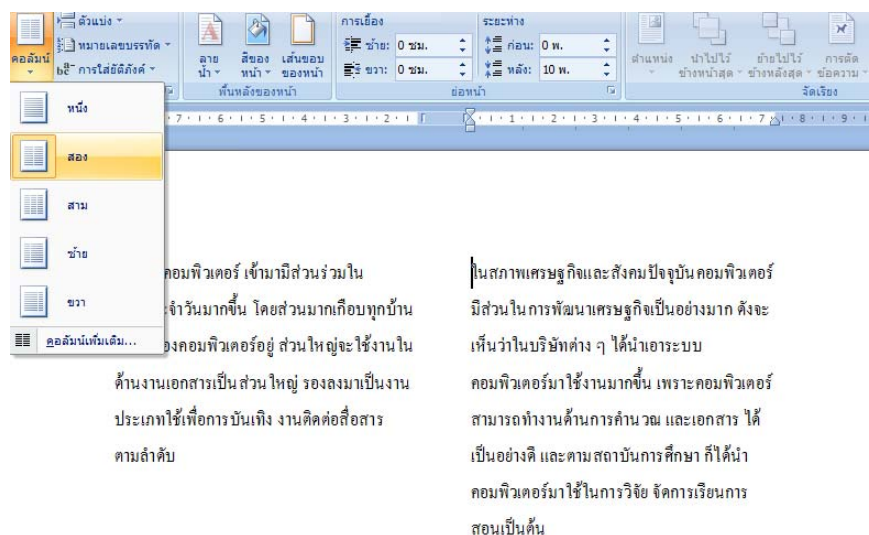 ตัวแบ่ง
หมายเลขบรรทัด
การใส่ยัติภังค์
คอลัมน์
ลายน้ำ
สีของหน้า
เส้นขอบของหน้า
พื้นหลังของหน้า
การเยื้อง
ซ้าย: 0 ซม.
ขวา: 0 ซม.
ระยะห่าง
ก่อน: 0 พ.
หลัง: 10 พ.
ย่อหน้า
ตำแหน่ง
นำไปไว้ข้างหน้าสุด
ย้ายไปไว้ข้างหลังสุด
การตัดข้อความ
จัดเรียง
หนึ่ง
สอง
สาม
ซ้าย
ขวา
คอลัมน์เพิ่มเติม...
7 6 5 4 3 2 1 2 3 4 5 6 7 8 9
คอมพิวเตอร์ เข้ามามีส่วนร่วมใน
จำวันมากขึ้น โดยส่วนมากเกือบทุกบ้าน
องคอมพิวเตอร์อยู่ ส่วนใหญ่จะใช้งานใน
ด้านงานเอกสารเป็นส่วนใหญ่ รองลงมาเป็นงาน
ประเภทใช้เพื่อการบันเทิง งานติดต่อสื่อสาร
ตามลำดับ
ในสภาพเศรษฐกิจและสังคมปัจจุบันคอมพิวเตอร์
มีส่วนในการพัฒนาเศรษฐกิจเป็นอย่างมาก ดังจะ
เห็นว่าในบริษัทต่าง ๆ ได้นำเอาระบบ
คอมพิวเตอร์มาใช้งานมากขึ้น เพราะคอมพิวเตอร์
สามารถทำงานด้านการคำนวณ และเอกสาร ได้
เป็นอย่างดี และตามสถาบันการศึกษา ก็ได้นำ
คอมพิวเตอร์มาใช้ในการวิจัย จัดการเรียนการ
สอนเป็นต้น